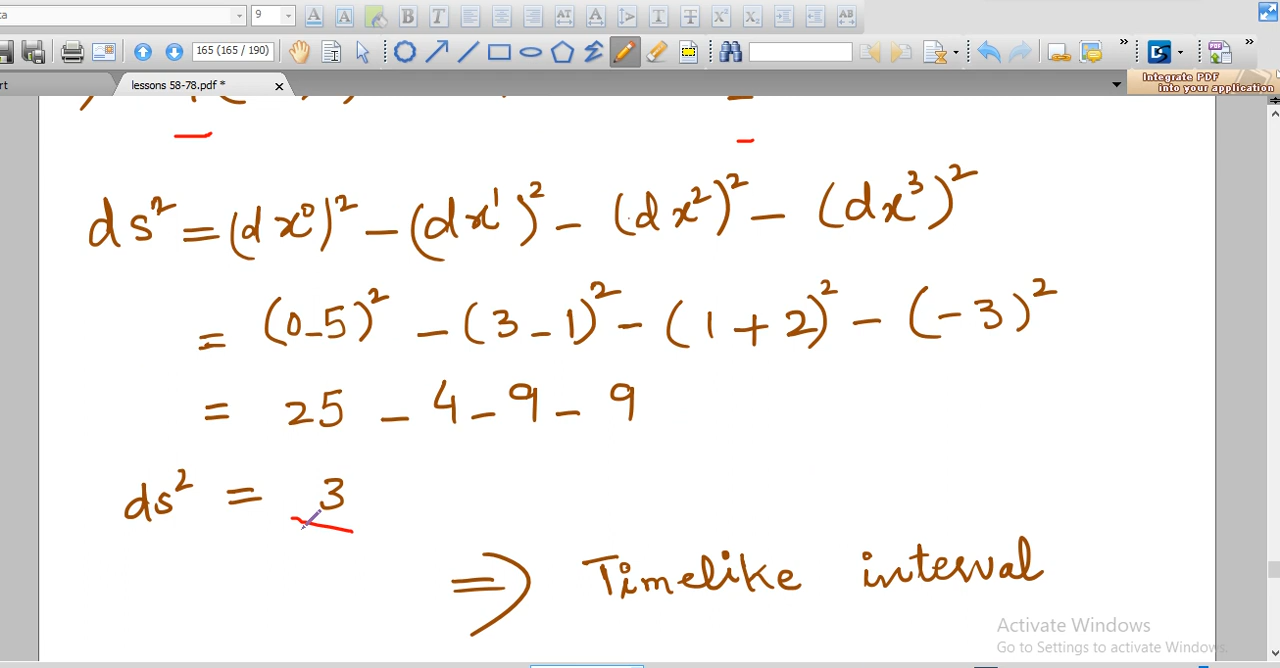 9
165 (165 / 190)
lessons 58-78.pdf *
Integrate PDF
into your application
ds² = (dx⁰)² - (dx¹)² - (dx²)² - (dx³)²
= (0-5)² - (3-1)² - (1+2)² - (-3)²
= 25 - 4 - 9 - 9
ds² = 3
=> Timelike interval
Activate Windows
Go to Settings to activate Windows.